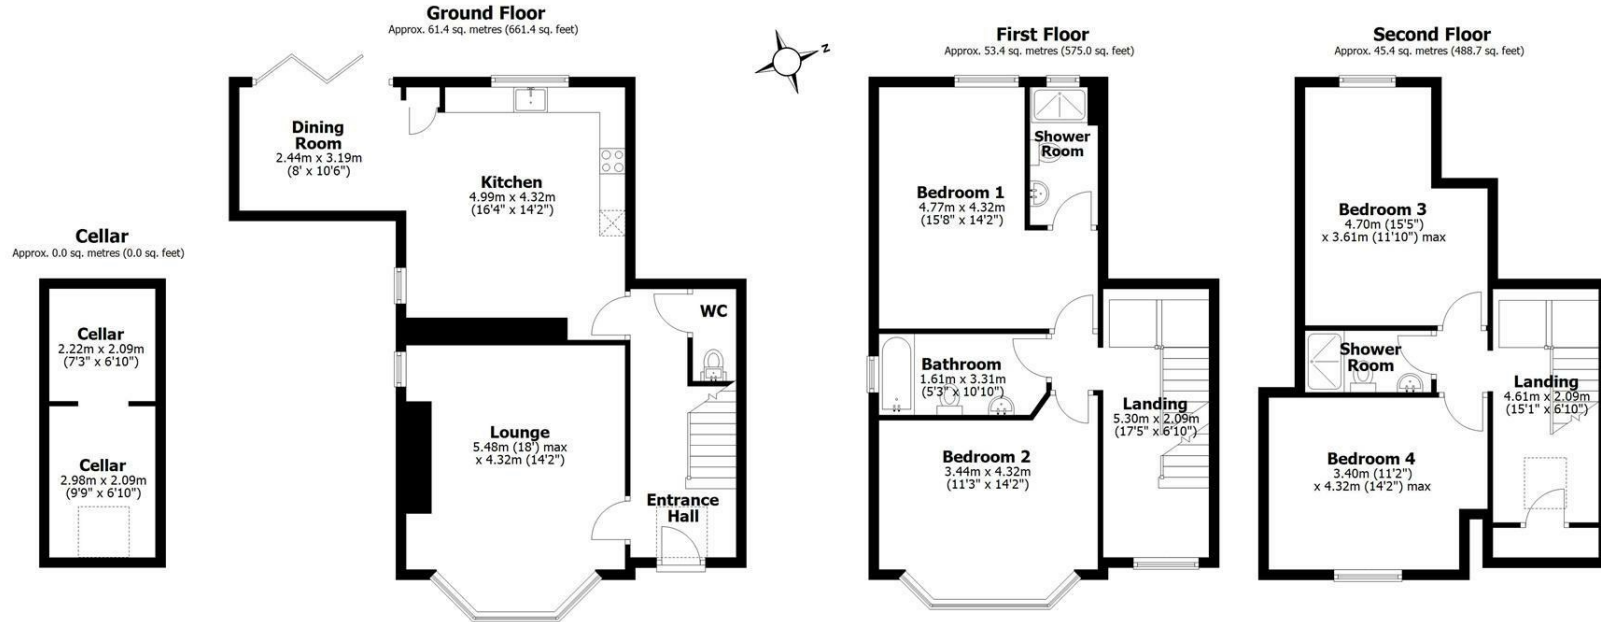 Ground Floor
Approx. 61.4 sq. metres (661.4 sq. feet)
Dining
Room
2.44m x 3.19m
(8' x 10'6")
Kitchen
4.99m x 4.32m
(16'4" x 14'2")
WC
Lounge
5.48m (18') max
x 4.32m (14'2")
Entrance
Hall
Cellar
Approx. 0.0 sq. metres (0.0 sq. feet)
Cellar
2.22m x 2.09m
(7'3" x 6'10")
Cellar
2.98m x 2.09m
(9'9" x 6'10")
N
First Floor
Approx. 53.4 sq. metres (575.0 sq. feet)
Shower
Room
Bedroom 1
4.77m x 4.32m
(15'8" x 14'2")
Bathroom
1.61m x 3.31m
(5'3" x 10'10")
Landing
5.30m x 2.09m
(17'5" x 6'10")
Bedroom 2
3.44m x 4.32m
(11'3" x 14'2")
Second Floor
Approx. 45.4 sq. metres (488.7 sq. feet)
Bedroom 3
4.70m (15'5")
x 3.61m (11'10") max
Shower
Room
Landing
4.61m x 2.09m
(15'1" x 6'10")
Bedroom 4
3.40m (11'2")
x 4.32m (14'2") max